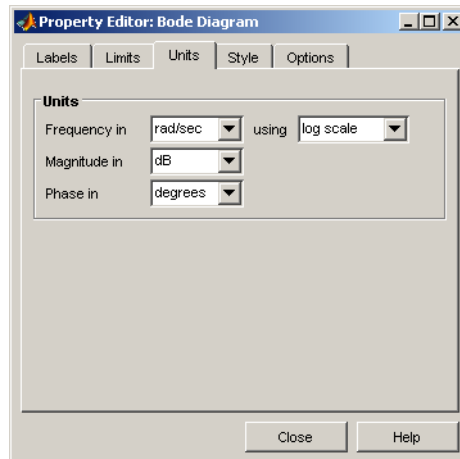 Property Editor: Bode Diagram
Labels Limits Units Style Options
Units
Frequency in rad/sec using log scale
Magnitude in dB
Phase in degrees
Close Help